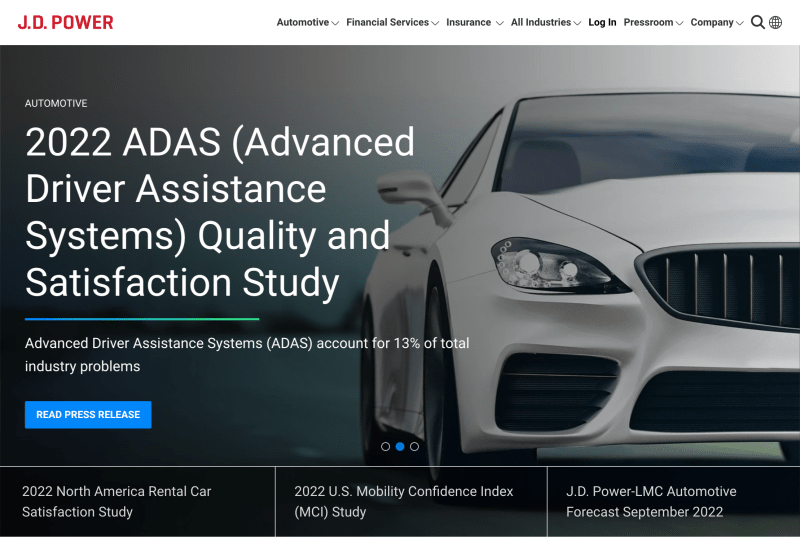 J.D. POWER
Automotive Financial Services Insurance All Industries Log In Pressroom Company
AUTOMOTIVE
2022 ADAS (Advanced
Driver Assistance
Systems) Quality and
Satisfaction Study
Advanced Driver Assistance Systems (ADAS) account for 13% of total
industry problems
READ PRESS RELEASE
2022 North America Rental Car
Satisfaction Study
2022 U.S. Mobility Confidence Index
(MCI) Study
J.D. Power-LMC Automotive
Forecast September 2022